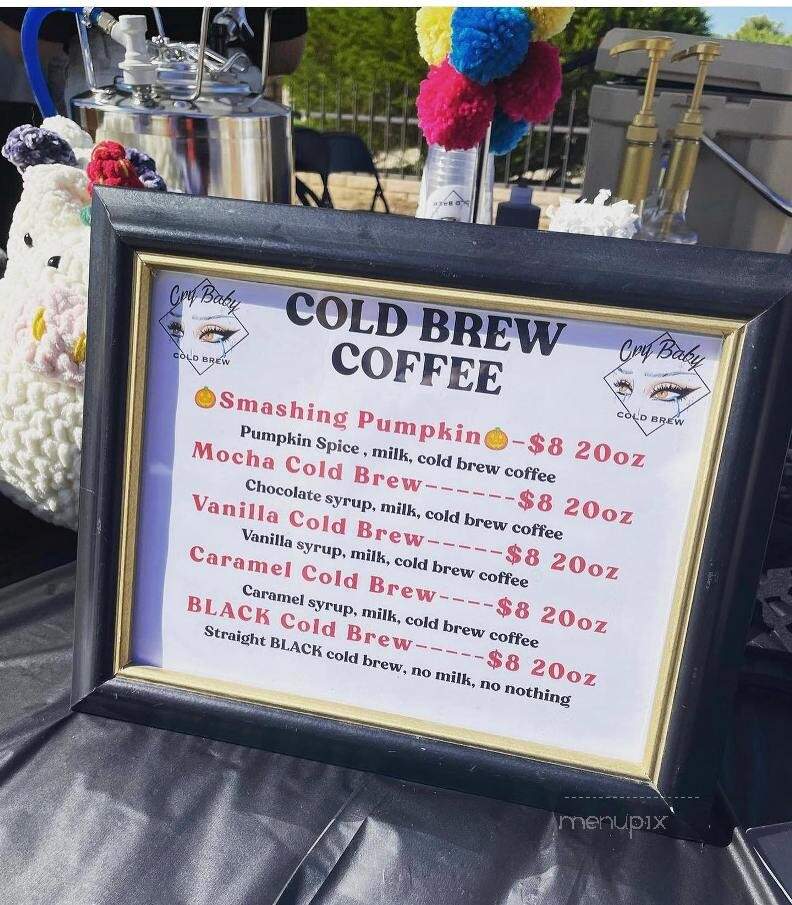 Cry Baby
COLD BREW
COLD BREW
COFFEE
Cry Baby
COLD BREW
🎃Smashing Pumpkin🎃-$8 20oz
Pumpkin Spice, milk, cold brew coffee
Mocha Cold Brew------$8 20oz
Chocolate syrup, milk, cold brew coffee
Vanilla Cold Brew-----$8 20oz
Vanilla syrup, milk, cold brew coffee
Caramel Cold Brew----$8 20oz
Caramel syrup, milk, cold brew coffee
BLACK Cold Brew-----$8 20oz
Straight BLACK cold brew, no milk, no nothing
menupix